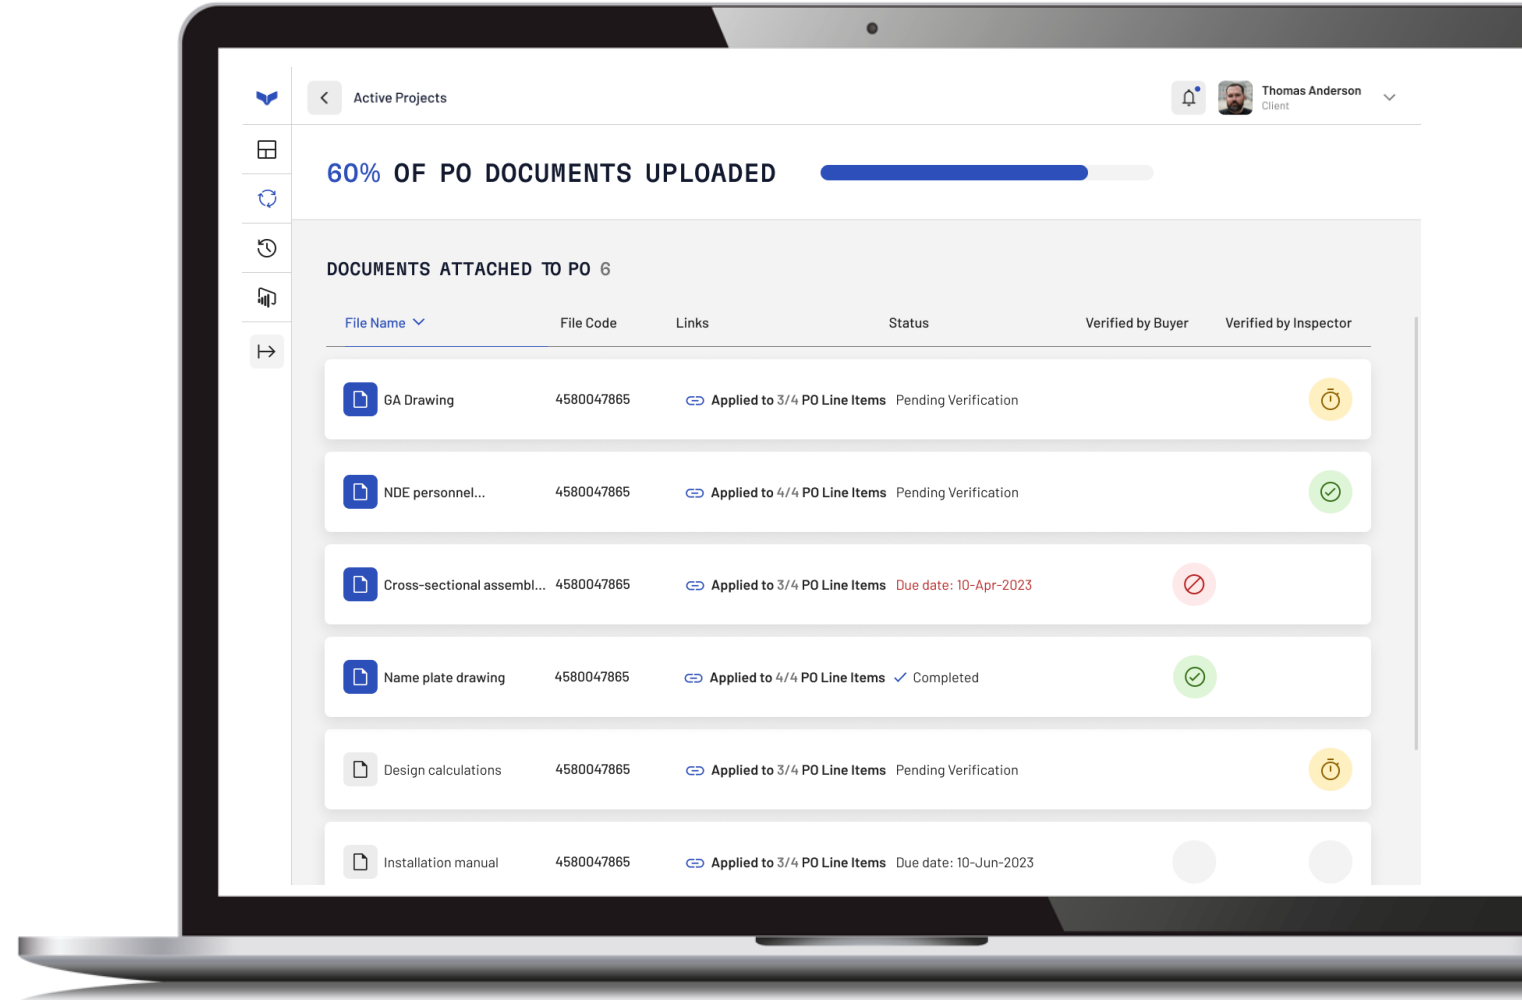 Active Projects
Thomas Anderson
Client
60% OF PO DOCUMENTS UPLOADED
DOCUMENTS ATTACHED TO PO 6
File Name File Code Links Status Verified by Buyer Verified by Inspector
GA Drawing 4580047865 Applied to 3/4 PO Line Items Pending Verification
NDE personnel... 4580047865 Applied to 4/4 PO Line Items Pending Verification
Cross-sectional assembl... 4580047865 Applied to 3/4 PO Line Items Due date: 10-Apr-2023
Name plate drawing 4580047865 Applied to 4/4 PO Line Items Completed
Design calculations 4580047865 Applied to 3/4 PO Line Items Pending Verification
Installation manual 4580047865 Applied to 3/4 PO Line Items Due date: 10-Jun-2023